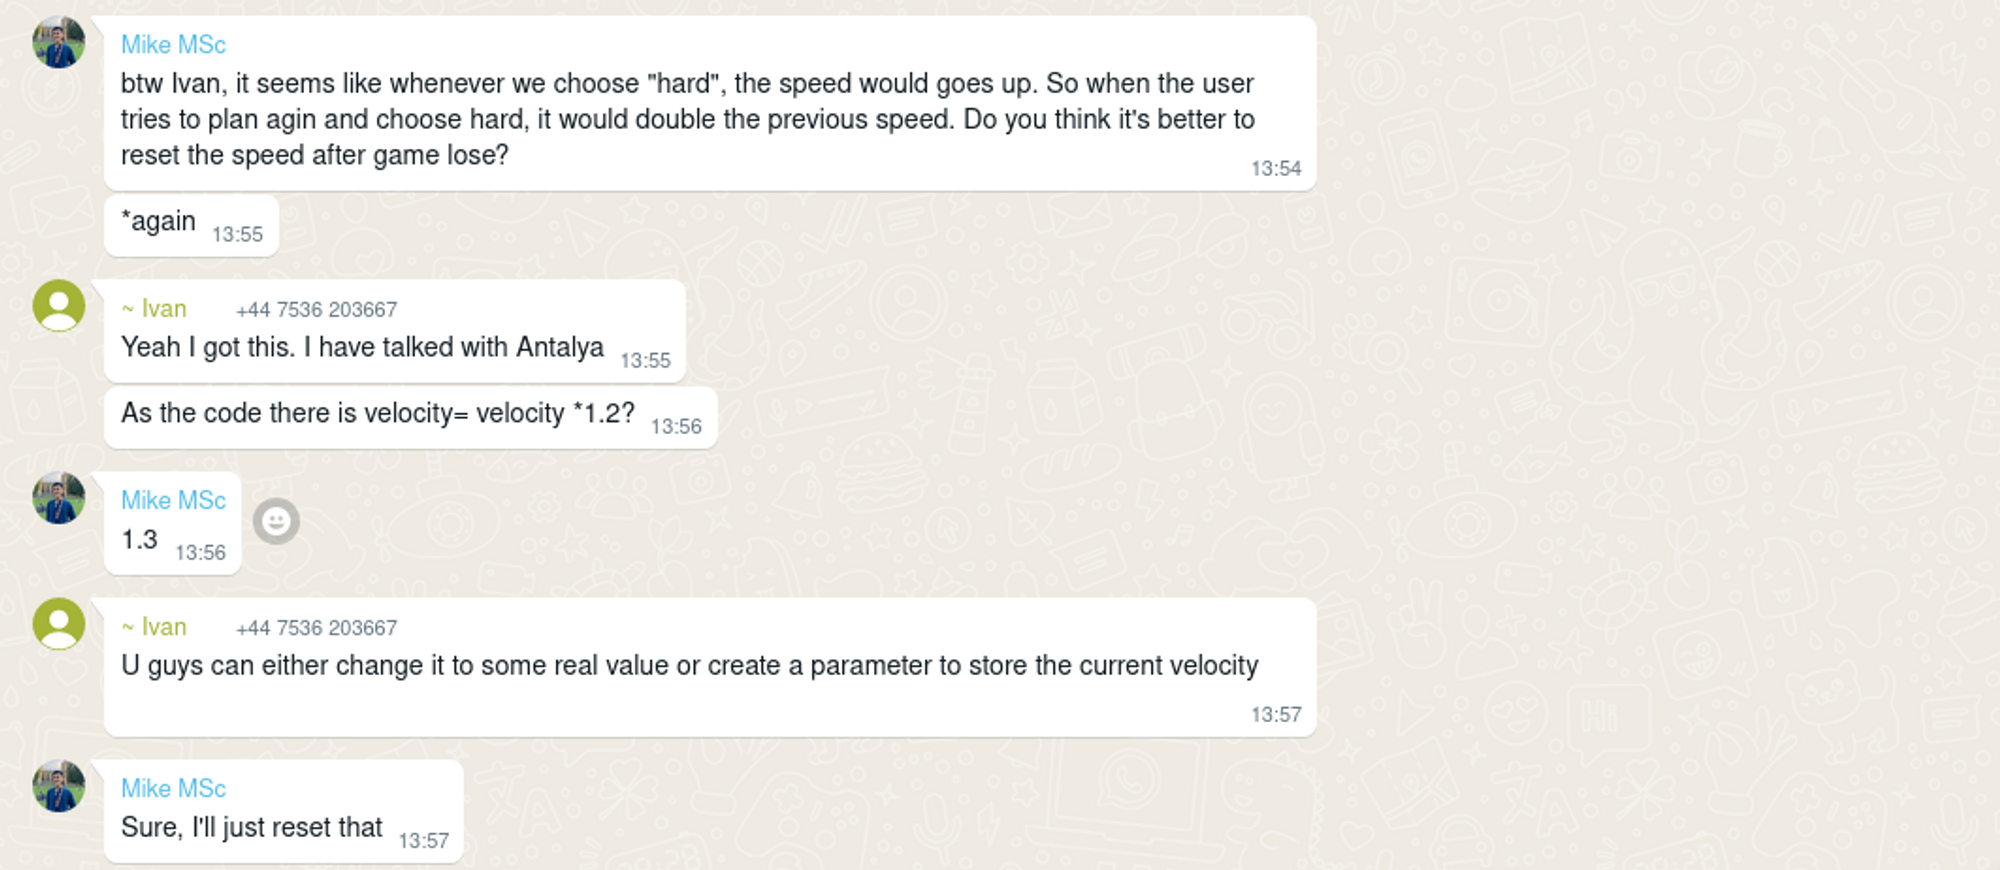 Mike MSc
btw Ivan, it seems like whenever we choose "hard", the speed would goes up. So when the user
tries to plan agin and choose hard, it would double the previous speed. Do you think it's better to
reset the speed after game lose?
13:54
*again 13:55
~ Ivan +44 7536 203667
Yeah I got this. I have talked with Antalya 13:55
As the code there is velocity= velocity *1.2? 13:56
Mike MSc
1.3 13:56
~ Ivan +44 7536 203667
U guys can either change it to some real value or create a parameter to store the current velocity
13:57
Mike MSc
Sure, I'll just reset that 13:57